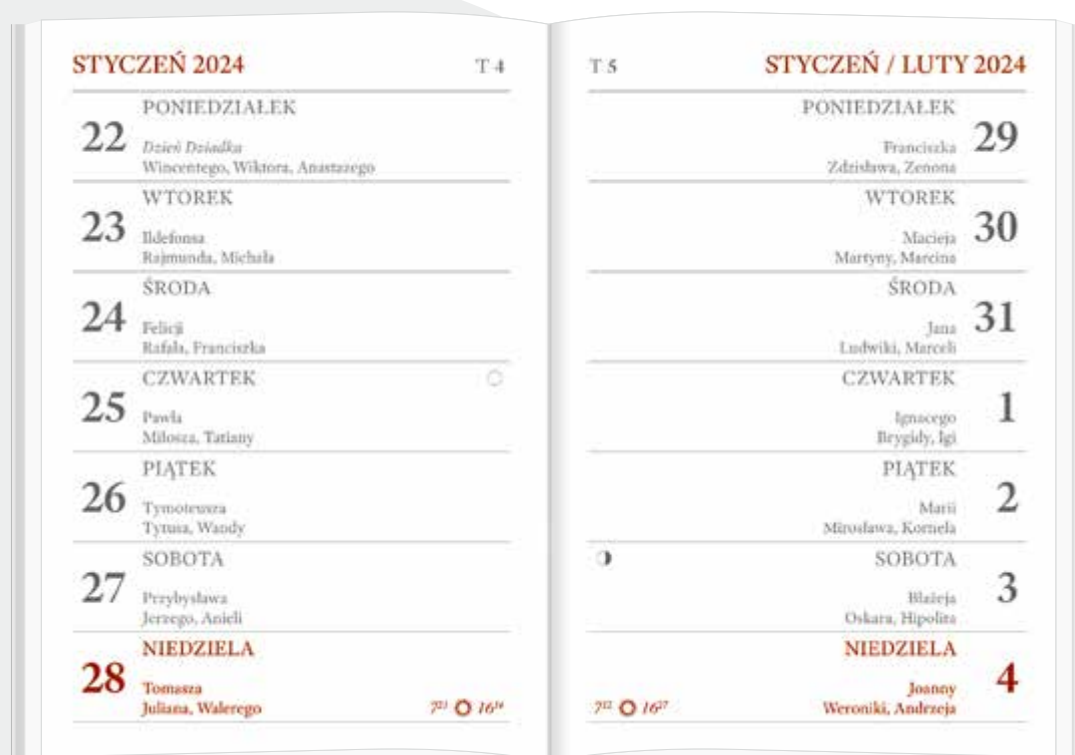 STYCZEŃ 2024 T 4
PONIEDZIAŁEK
22
Dzień Dziadka
Wincentego, Wiktora, Anastazego
WTOREK
23
Ildefonsa
Rajmunda, Michała
ŚRODA
24
Felicji
Rafała, Franciszka
CZWARTEK
25
Pawła
Miłosza, Tatiany
PIĄTEK
26
Tymoteusza
Tytusa, Wandy
SOBOTA
27
Przybysława
Jerzego, Anieli
NIEDZIELA
28
Tomasza
Juliana, Walerego
7 16
T 5 STYCZEŃ / LUTY 2024
PONIEDZIAŁEK
29
Franciszka
Zdzisława, Zenona
WTOREK
30
Macieja
Martyny, Marcina
ŚRODA
31
Jana
Ludwiki, Marceli
CZWARTEK
1
Ignacego
Brygidy, Igi
PIĄTEK
2
Marii
Mirosława, Kornela
SOBOTA
3
Błażeja
Oskara, Hipolita
NIEDZIELA
4
Joanny
Weroniki, Andrzeja
7¹² 16²⁷